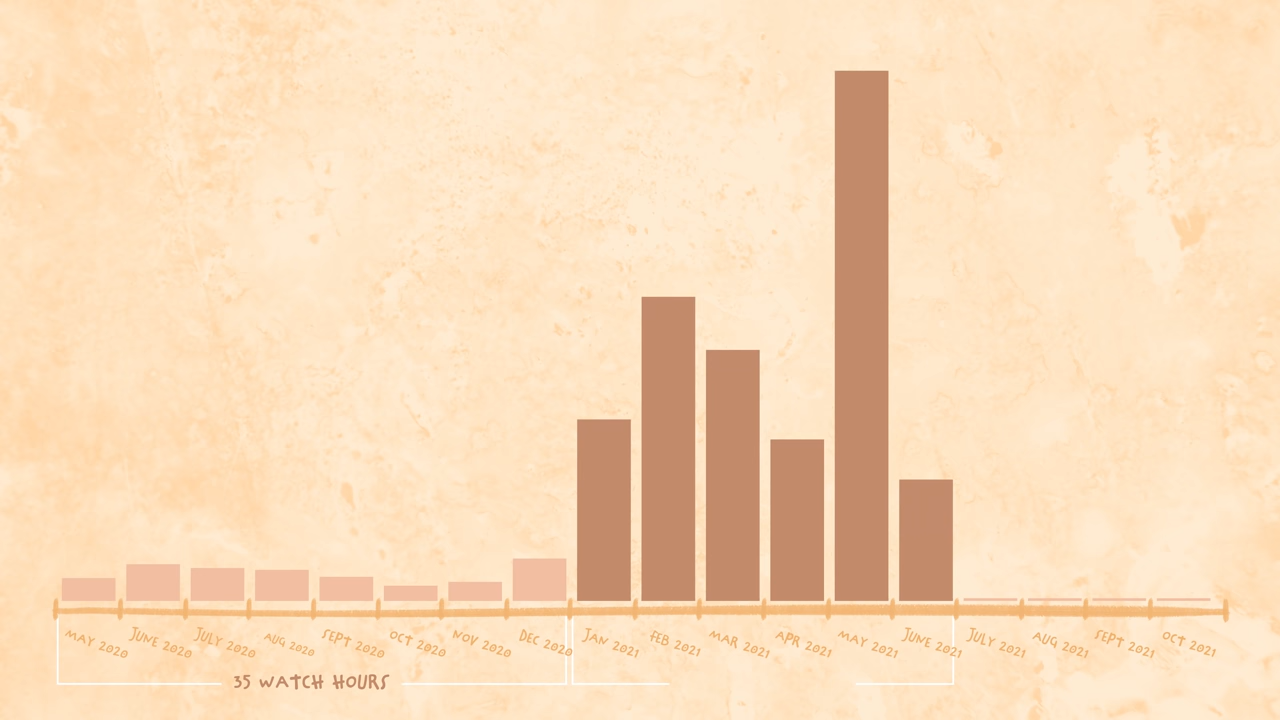 MAY 2020
JUNE 2020
JULY 2020
AUG 2020
SEPT 2020
OCT 2020
NOV 2020
DEC 2020
JAN 2021
FEB 2021
MAR 2021
APR 2021
MAY 2021
JUNE 2021
JULY 2021
AUG 2021
SEPT 2021
OCT 2021
35 WATCH HOURS